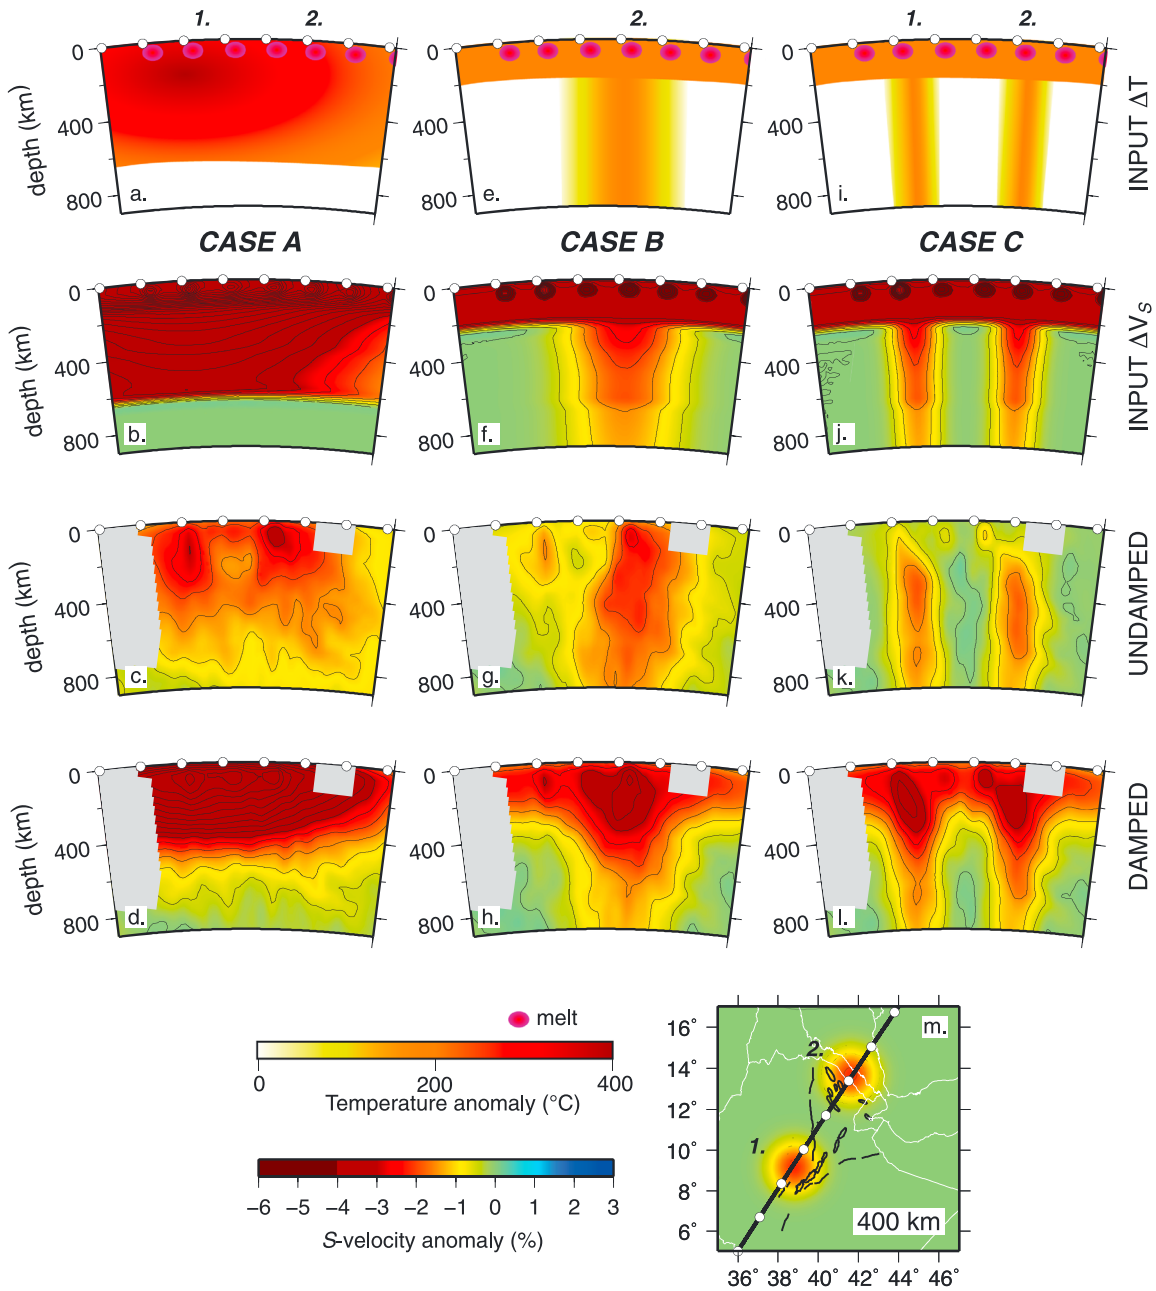 1. 2. 2. 1. 2.
0 0 0
400 400 400
800 800 800
depth (km)
INPUT ΔT
a. e. i.
CASE A CASE B CASE C
0 0 0
400 400 400
800 800 800
depth (km)
INPUT ΔVS
b. f. j.
0 0 0
400 400 400
800 800 800
depth (km)
UNDAMPED
c. g. k.
0 0 0
400 400 400
800 800 800
depth (km)
DAMPED
d. h. l.
melt
0 200 400
Temperature anomaly (°C)
−6 −5 −4 −3 −2 −1 0 1 2 3
S-velocity anomaly (%)
m.
16°
14°
12°
10°
8°
6°
2.
1.
400 km
36° 38° 40° 42° 44° 46°